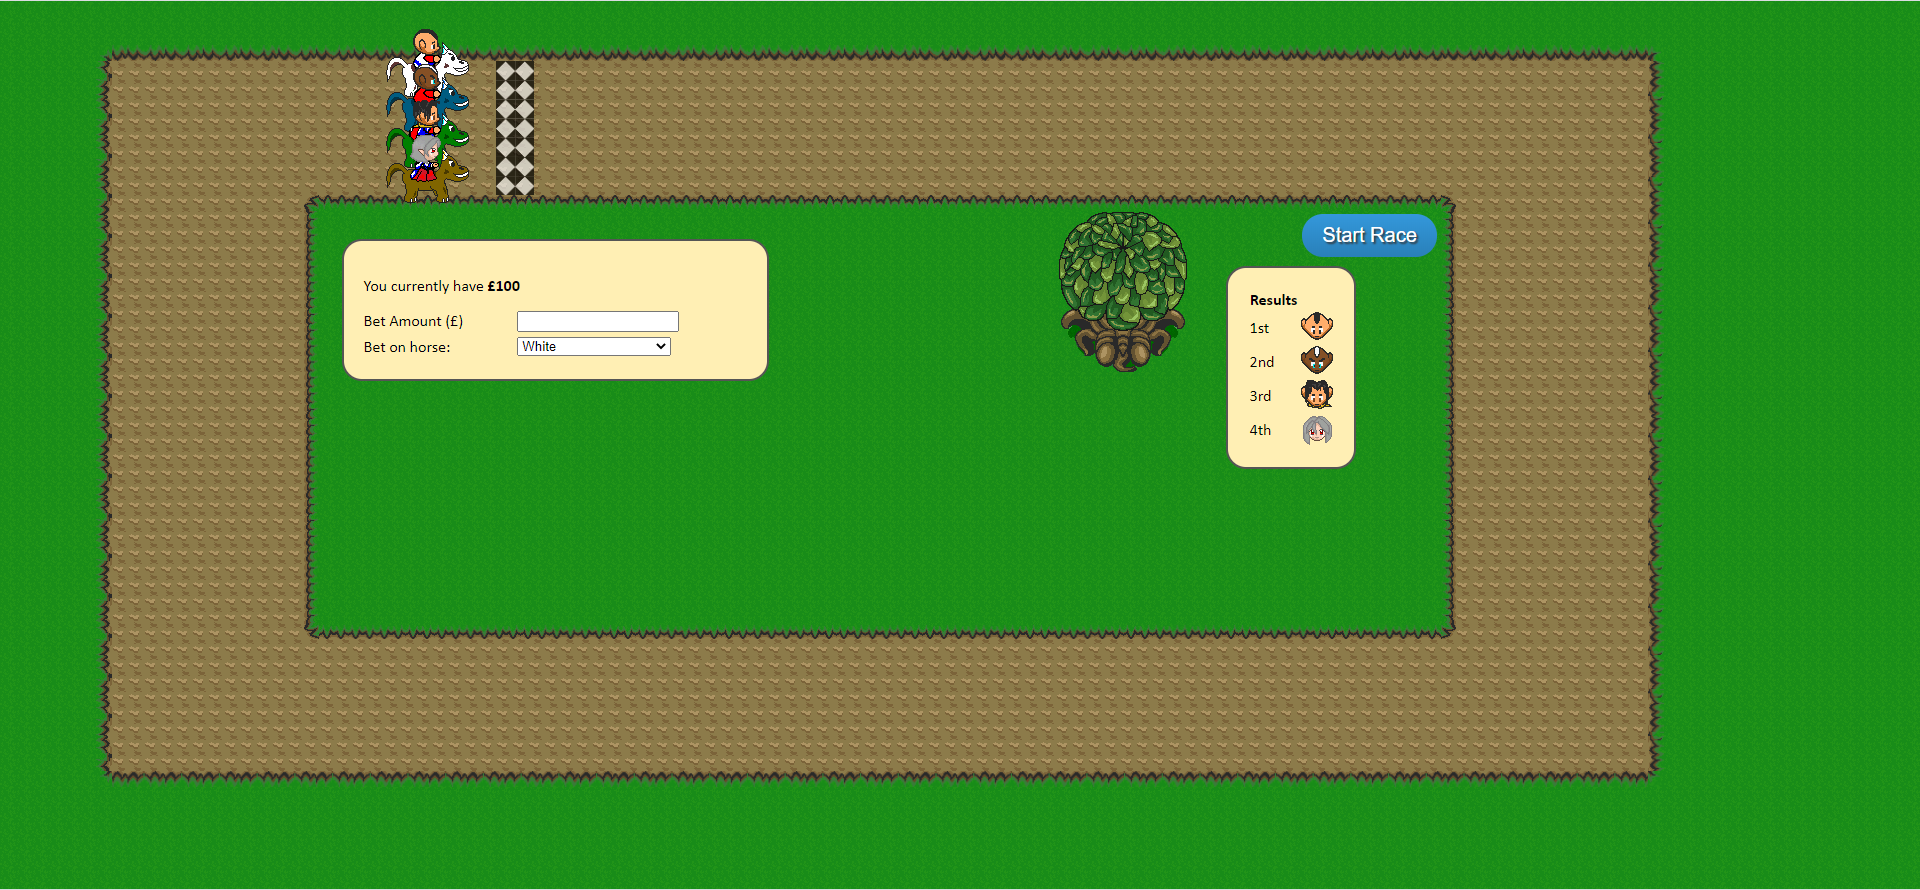 Start Race
You currently have £100
Bet Amount (£)
Bet on horse: White
Results
1st
2nd
3rd
4th